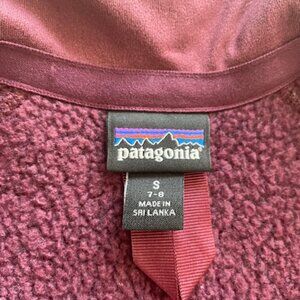 patagonia
S
7-8
MADE IN
SRI LANKA